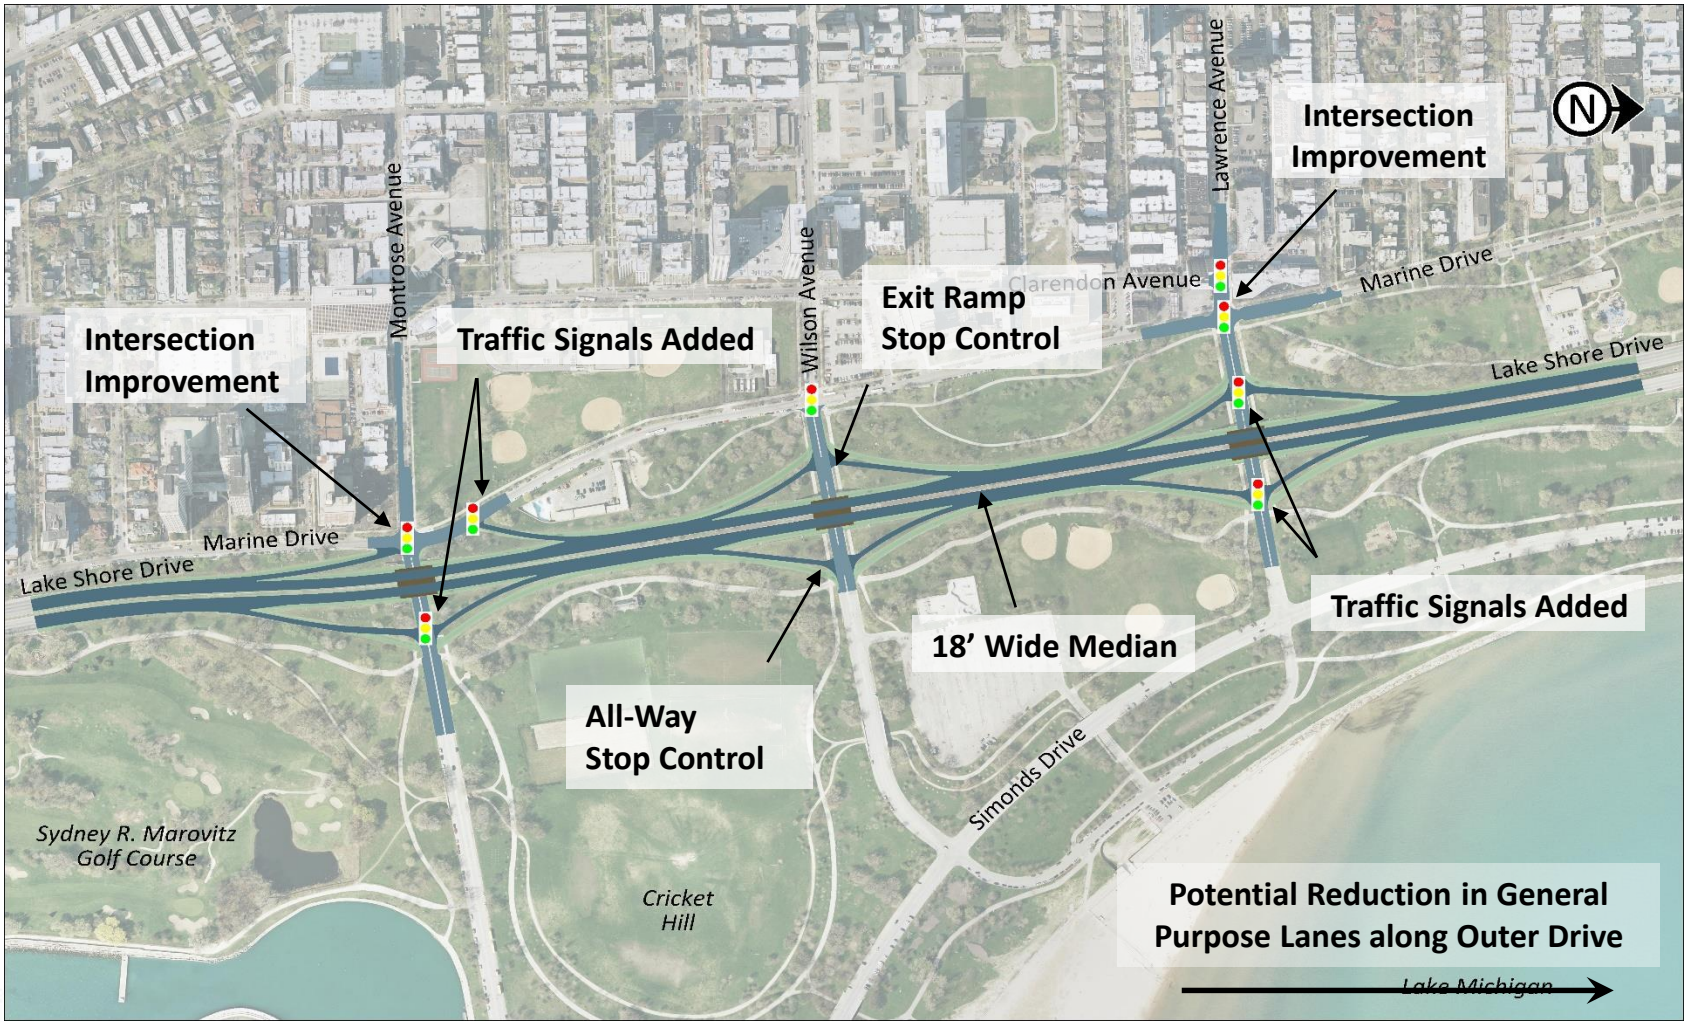 Lawrence Avenue
N
Intersection
Improvement
Montrose Avenue
Wilson Avenue
Clarendon Avenue
Marine Drive
Exit Ramp
Stop Control
Intersection
Improvement
Traffic Signals Added
Lake Shore Drive
Marine Drive
Lake Shore Drive
Traffic Signals Added
18’ Wide Median
All-Way
Stop Control
Simonds Drive
Sydney R. Marovitz
Golf Course
Cricket
Hill
Potential Reduction in General
Purpose Lanes along Outer Drive
Lake Michigan